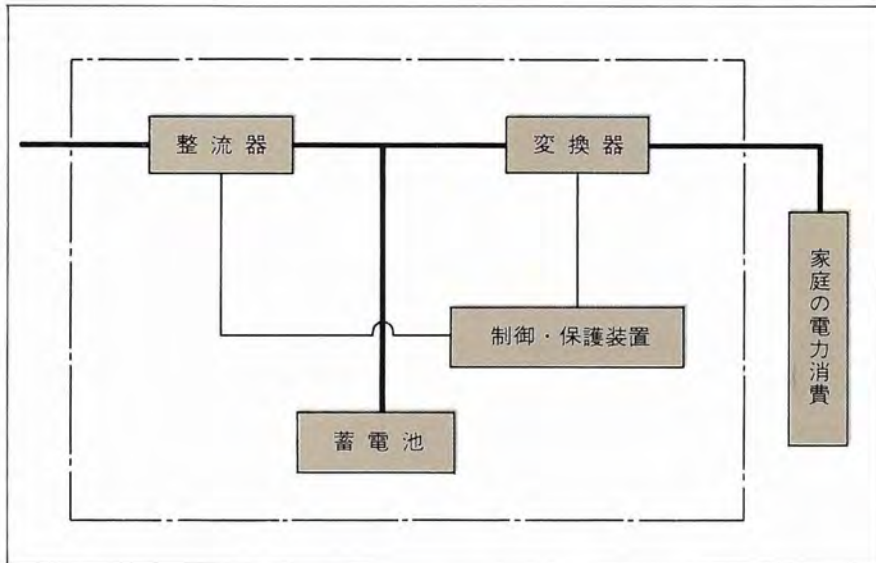 整流器
変換器
家庭の電力消費
制御・保護装置
蓄電池